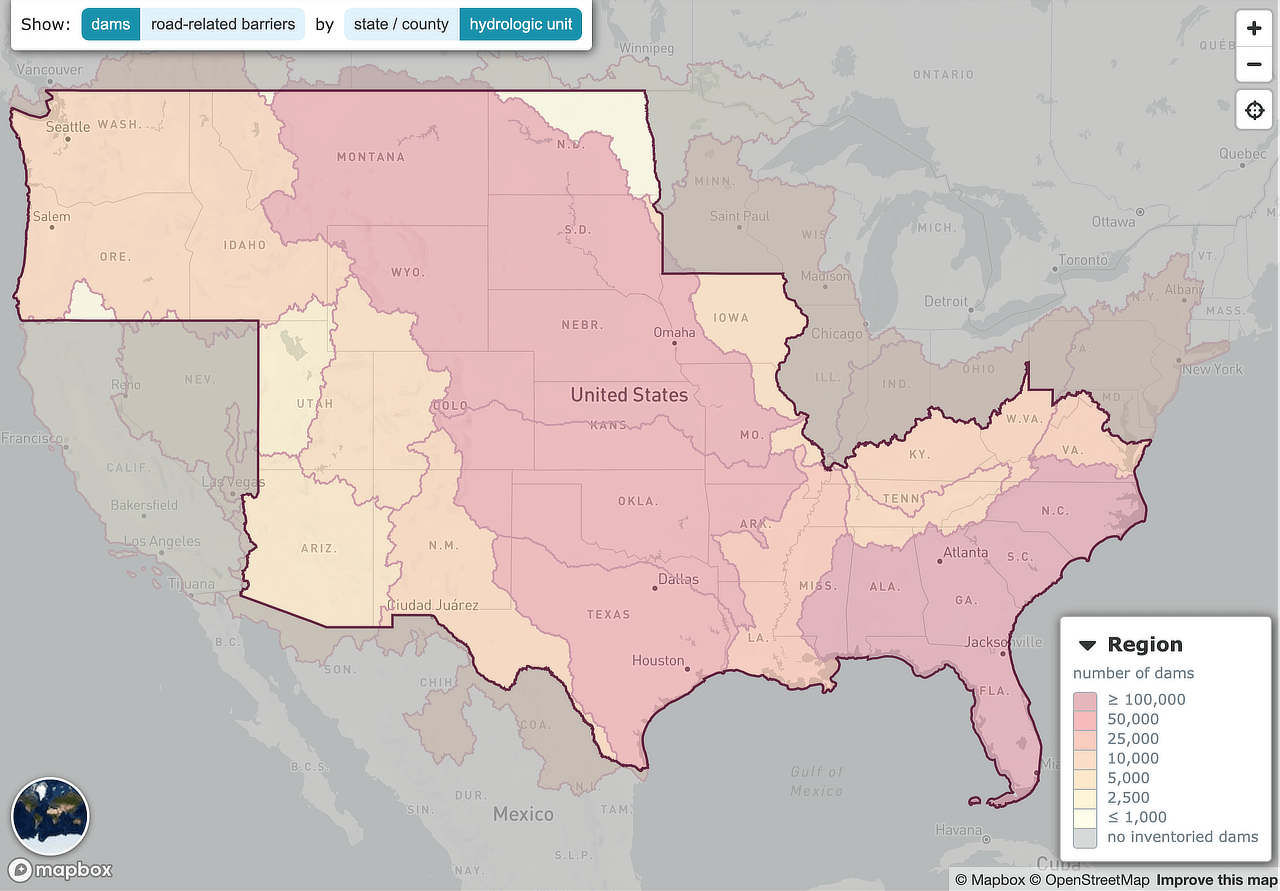 Show: dams road-related barriers by state / county hydrologic unit
+
−
Winnipeg
QUÉB
Vancouver
ONTARIO
Seattle WASH.
MONTANA
N.D.
Quebec
MINN.
Salem
Saint Paul
Ottawa
M
ORE.
IDAHO
WYO.
S.D.
WIS.
MICH.
Toronto
VT.
Madison
Albany
N.Y.
Detroit
MASS.
NEBR.
IOWA
Omaha
Chicago
PA.
Reno
NEV.
UTAH
COLO.
United States
ILL.
IND.
OHIO
New York
MD.
KANS.
MO.
W.VA.
Francisco
CALIF.
KY.
VA.
Las Vegas
Bakersfield
OKLA.
TENN
ARK.
N.C.
Los Angeles
ARIZ.
N.M.
Atlanta
S.C.
Tijuana
Dallas
MISS.
ALA.
GA.
Ciudad Juárez
TEXAS
B.C.
SON.
LA.
Jacksonville
Houston
CHIH
FLA.
COA.
B.C.S.
Mia
Gulf of
Mexico
N.L.
DUR.
SIN.
Mexico
TAM.
Havana
S.L.P.
NAY.
Cuba
Region
number of dams
≥ 100,000
50,000
25,000
10,000
5,000
2,500
≤ 1,000
no inventoried dams
mapbox
© Mapbox © OpenStreetMap Improve this map